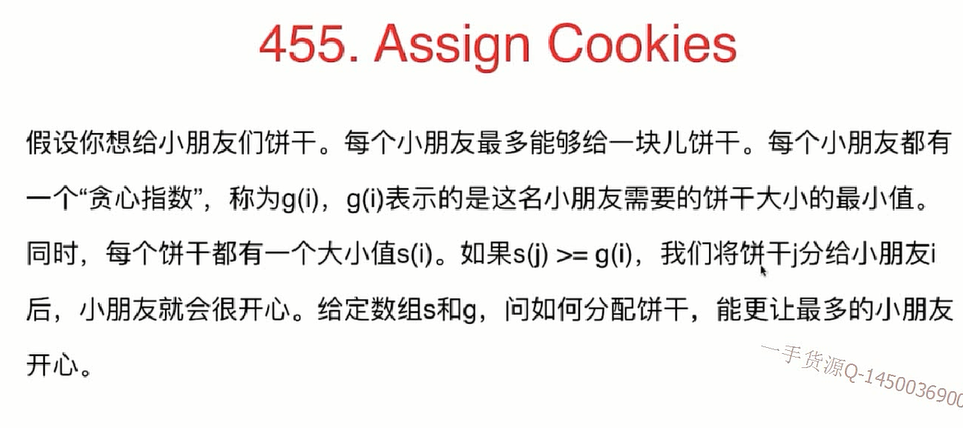 455. Assign Cookies
假设你想给小朋友们饼干。每个小朋友最多能够给一块儿饼干。每个小朋友都有
一个“贪心指数”，称为g(i)，g(i)表示的是这名小朋友需要的饼干大小的最小值。
同时，每个饼干都有一个大小值s(i)。如果s(j) >= g(i)，我们将饼干j分给小朋友i
后，小朋友就会很开心。给定数组s和g，问如何分配饼干，能更让最多的小朋友
开心。
一手货源Q-1450036900